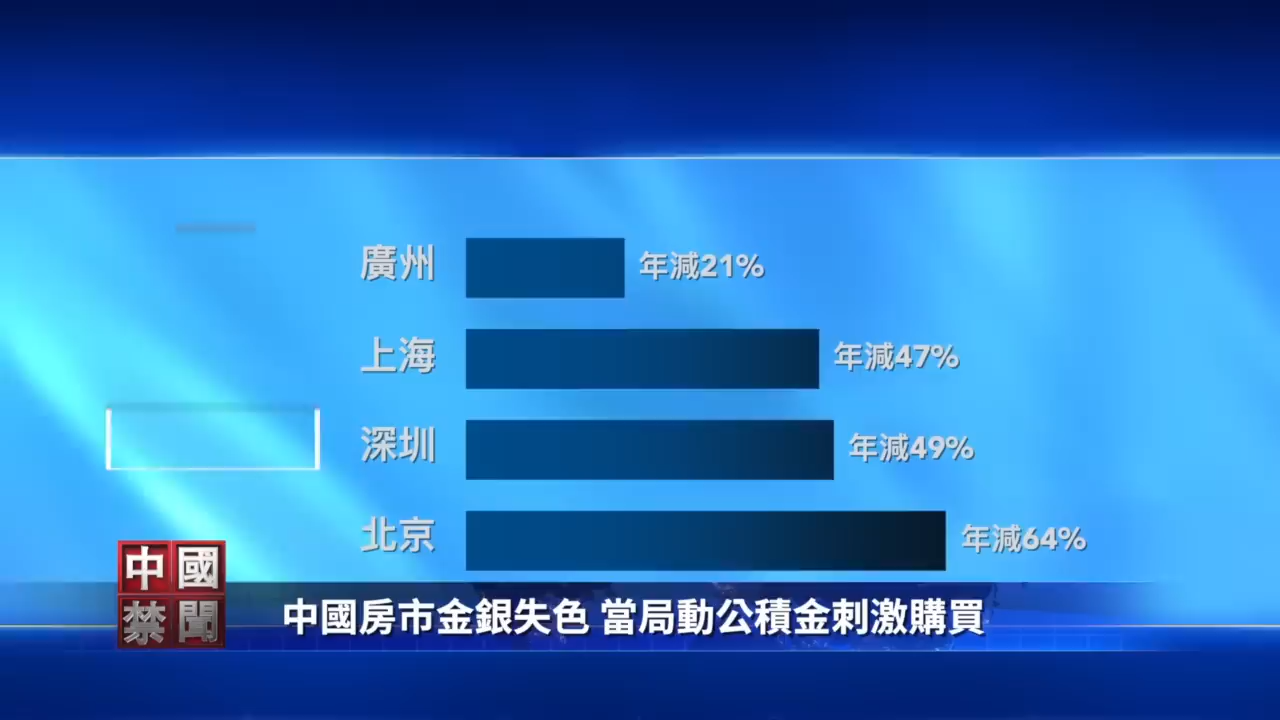 廣州 年減21%
上海 年減47%
深圳 年減49%
北京 年減64%
中國
禁聞
中國房市金銀失色 當局動公積金刺激購買